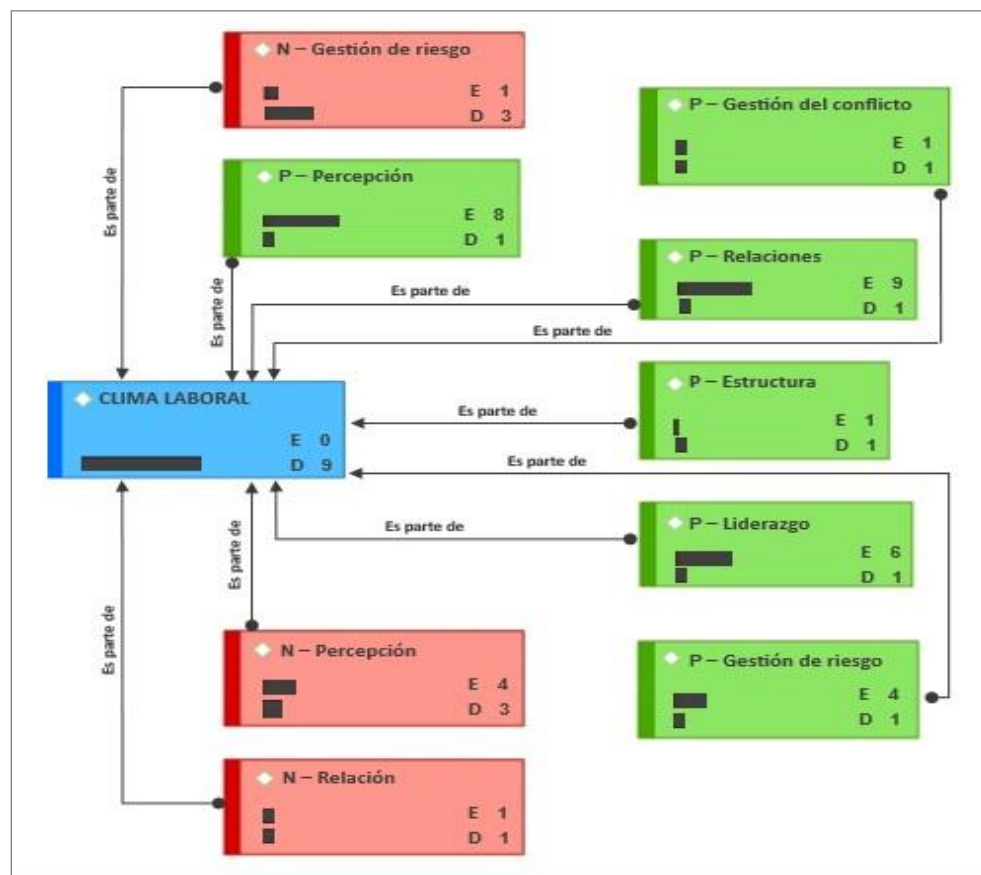 N – Gestión de riesgo
E 1
D 3
P – Gestión del conflicto
E 1
D 1
Es parte de
P – Percepción
E 8
D 1
Es parte de
P – Relaciones
E 9
D 1
Es parte de
Es parte de
CLIMA LABORAL
E 0
D 9
P – Estructura
E 1
D 1
Es parte de
Es parte de
P – Liderazgo
E 6
D 1
Es parte de
Es parte de
Es parte de
N – Percepción
E 4
D 3
P – Gestión de riesgo
E 4
D 1
N – Relación
E 1
D 1